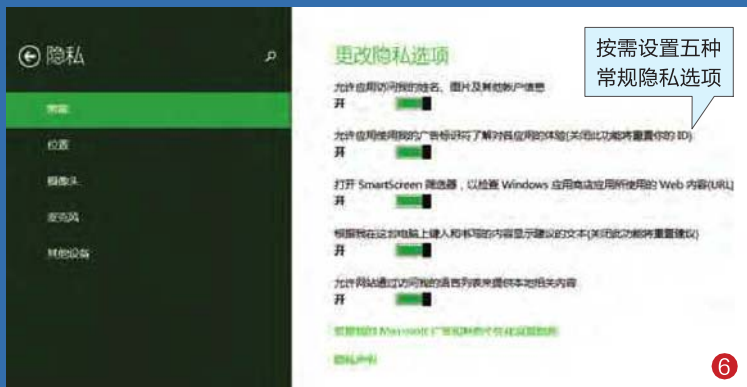 隐私
常规
位置
摄像头
麦克风
其他设备
更改隐私选项
按需设置五种
常规隐私选项
允许应用访问我的姓名、图片及其他帐户信息
开
允许应用使用我的广告标识符了解对各应用的体验(关闭此功能将重置你的 ID)
开
打开 SmartScreen 筛选器，以检查 Windows 应用商店应用所使用的 Web 内容(URL)
开
根据我在这台电脑上键入和书写的内容显示建议的文本(关闭此功能将重置建议)
开
允许网站通过访问我的语言列表来提供本地相关内容
开
隐私声明
6